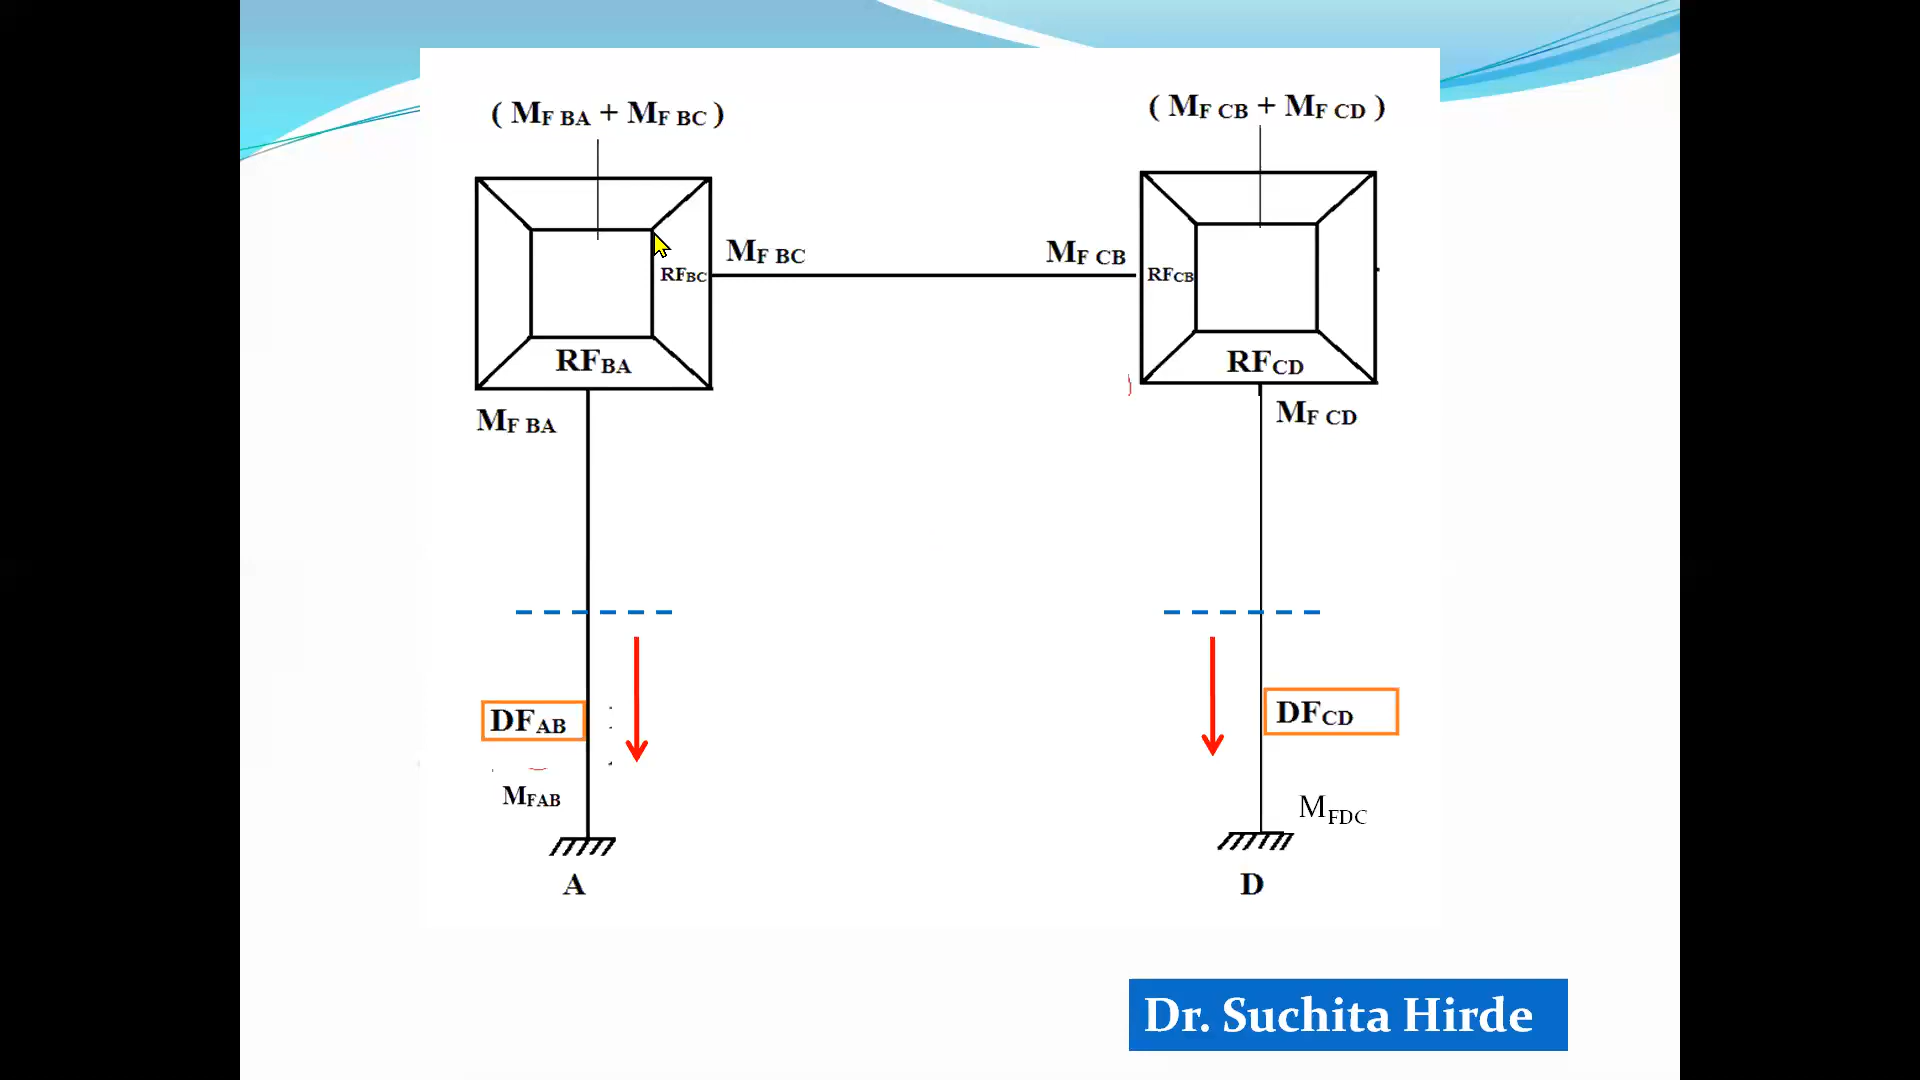 ( MF BA + MF BC )
( MF CB + MF CD )
MF BC
MF CB
RFBC
RFCB
RFBA
RFCD
MF BA
MF CD
DFAB
DFCD
MFAB
MFDC
A
D
Dr. Suchita Hirde